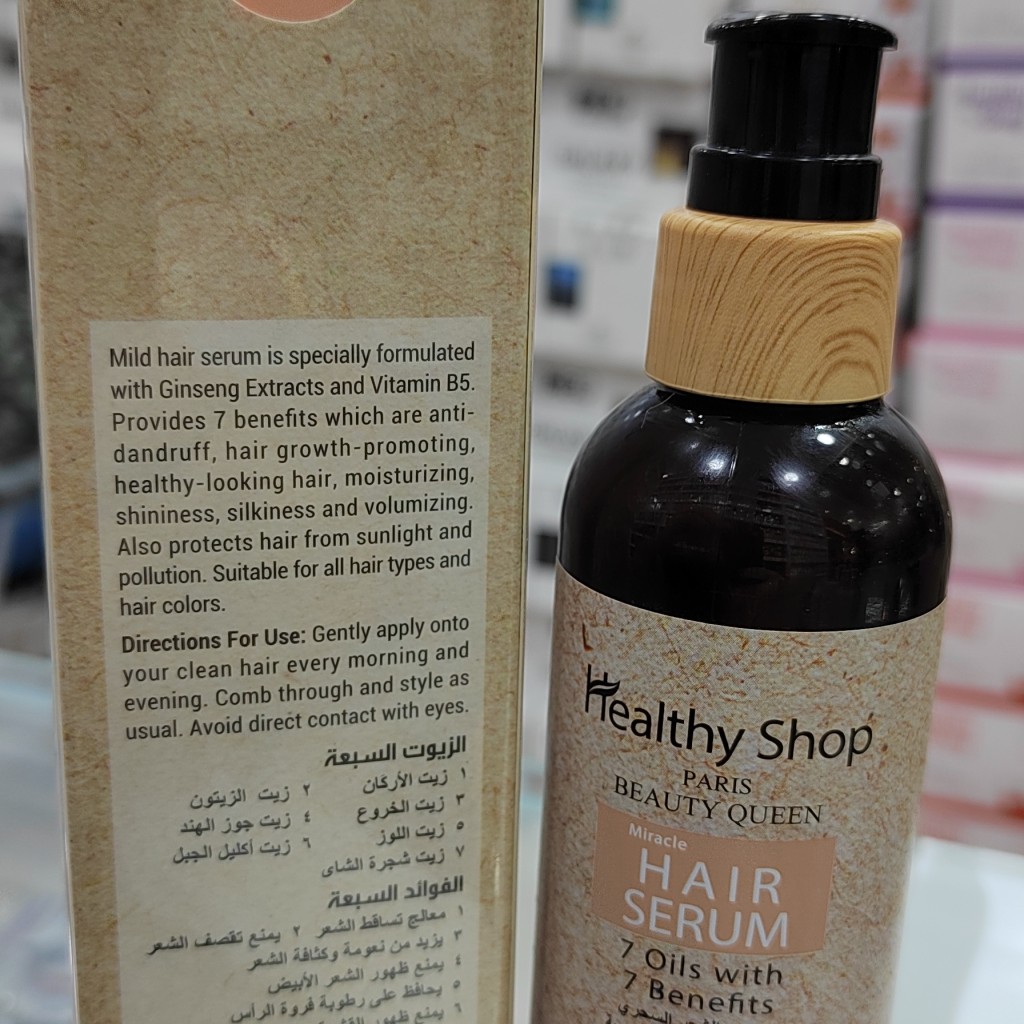 Mild hair serum is specially formulated
with Ginseng Extracts and Vitamin B5.
Provides 7 benefits which are anti-
dandruff, hair growth-promoting,
healthy-looking hair, moisturizing,
shininess, silkiness and volumizing.
Also protects hair from sunlight and
pollution. Suitable for all hair types and
hair colors.
Directions For Use: Gently apply onto
your clean hair every morning and
evening. Comb through and style as
usual. Avoid direct contact with eyes.
الزيوت السبعة
١ زيت الأركان ٢ زيت الزيتون
٣ زيت الخروع ٤ زيت جوز الهند
٥ زيت اللوز ٦ زيت أكليل الجبل
٧ زيت شجرة الشاى
الفوائد السبعة
١ معالج تساقط الشعر ٢ يمنع تقصف الشعر
٣ يزيد من نعومة وكثافة الشعر
٤ يمنع ظهور الشعر الأبيض
٥ يحافظ على رطوبة فروة الرأس
٦ يمنع ظهور
Healthy Shop
PARIS
BEAUTY QUEEN
Miracle
HAIR
SERUM
7 Oils with
7 Benefits
الشعر السحري